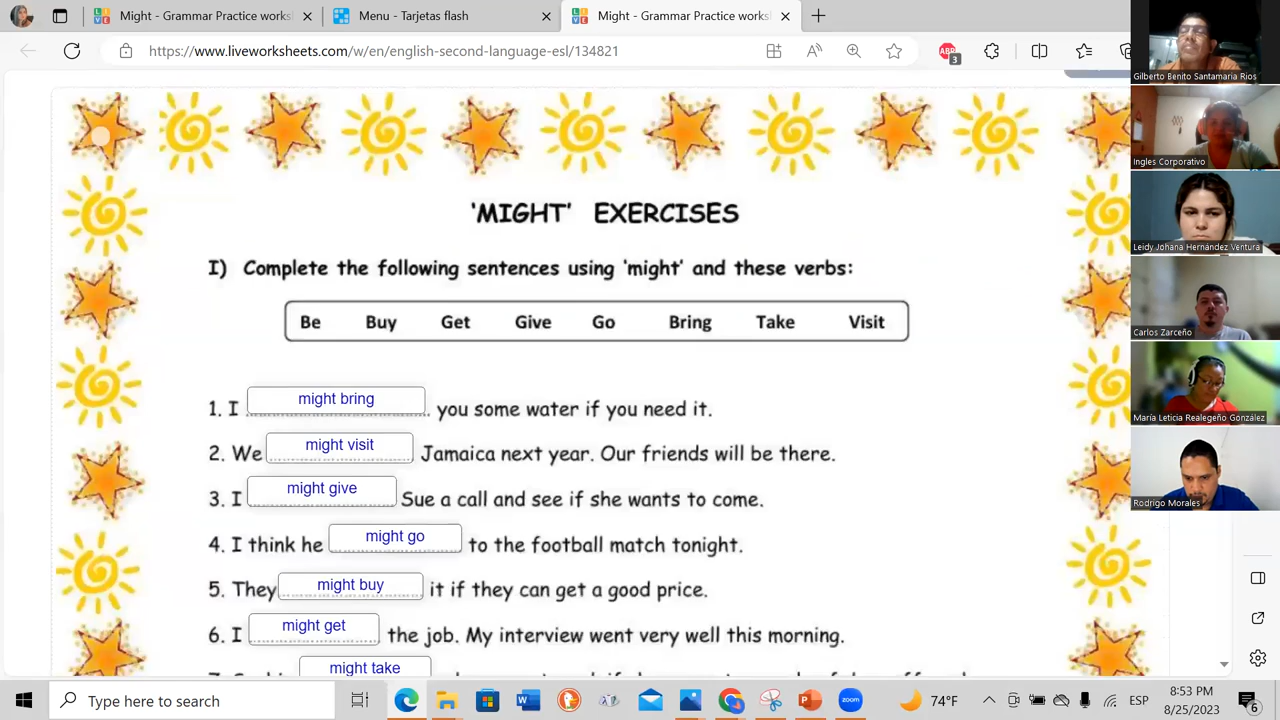 Might - Grammar Practice works
Menu - Tarjetas flash
Might - Grammar Practice works
https://www.liveworksheets.com/w/en/english-second-language-esl/134821
ABP
3
'MIGHT' EXERCISES
I) Complete the following sentences using 'might' and these verbs:
Be Buy Get Give Go Bring Take Visit
1. I might bring you some water if you need it.
2. We might visit Jamaica next year. Our friends will be there.
3. I might give Sue a call and see if she wants to come.
4. I think he might go to the football match tonight.
5. They might buy it if they can get a good price.
6. I might get the job. My interview went very well this morning.
might take
Gilberto Benito Santamaria Rios
Ingles Corporativo
Leidy Johana Hernández Ventura
Carlos Zarceño
María Leticia Realegeño González
Rodrigo Morales
Type here to search
zoom
74°F
ESP
8:53 PM
8/25/2023
6